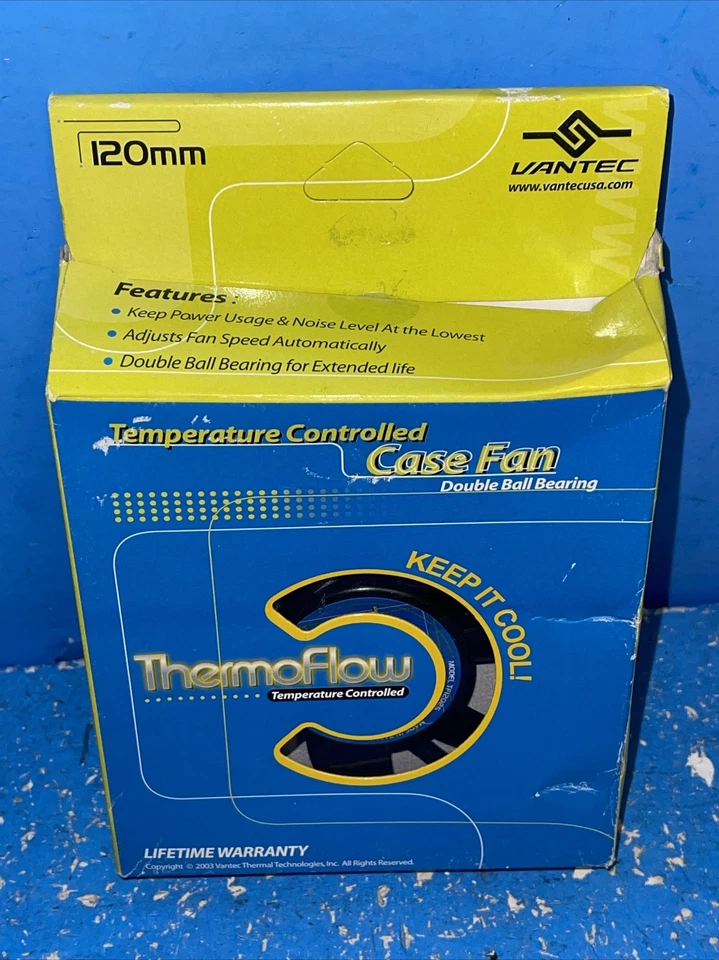 120mm
VANTEC
www.vantecusa.com
www
Features :
• Keep Power Usage & Noise Level At the Lowest
• Adjusts Fan Speed Automatically
• Double Ball Bearing for Extended life
Temperature Controlled
Case Fan
Double Ball Bearing
KEEP IT COOL!
ThermoFlow
Temperature Controlled
LIFETIME WARRANTY
Copyright © 2003 Vantec Thermal Technologies, Inc. All Rights Reserved.